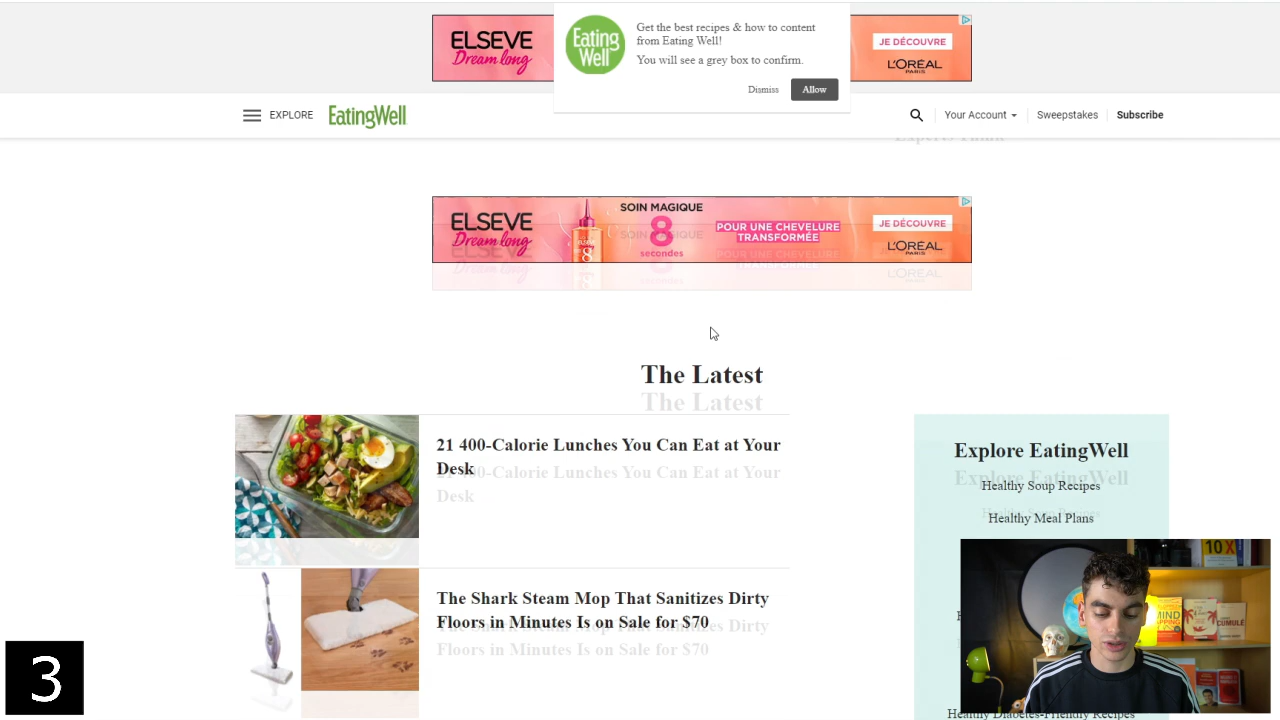 ELSEVE
Dream long
JE DÉCOUVRE
L'ORÉAL
PARIS
Eating
Well
Get the best recipes & how to content
from Eating Well!
You will see a grey box to confirm.
Dismiss
Allow
EXPLORE
EatingWell
Your Account
Sweepstakes
Subscribe
ELSEVE
Dream long
SOIN MAGIQUE
8
secondes
POUR UNE CHEVELURE
TRANSFORMÉE
JE DÉCOUVRE
L'ORÉAL
PARIS
The Latest
21 400-Calorie Lunches You Can Eat at Your
Desk
Explore EatingWell
Healthy Soup Recipes
Healthy Meal Plans
The Shark Steam Mop That Sanitizes Dirty
Floors in Minutes Is on Sale for $70
Healthy Diabetes-Friendly Recipes
10X
MIND
3